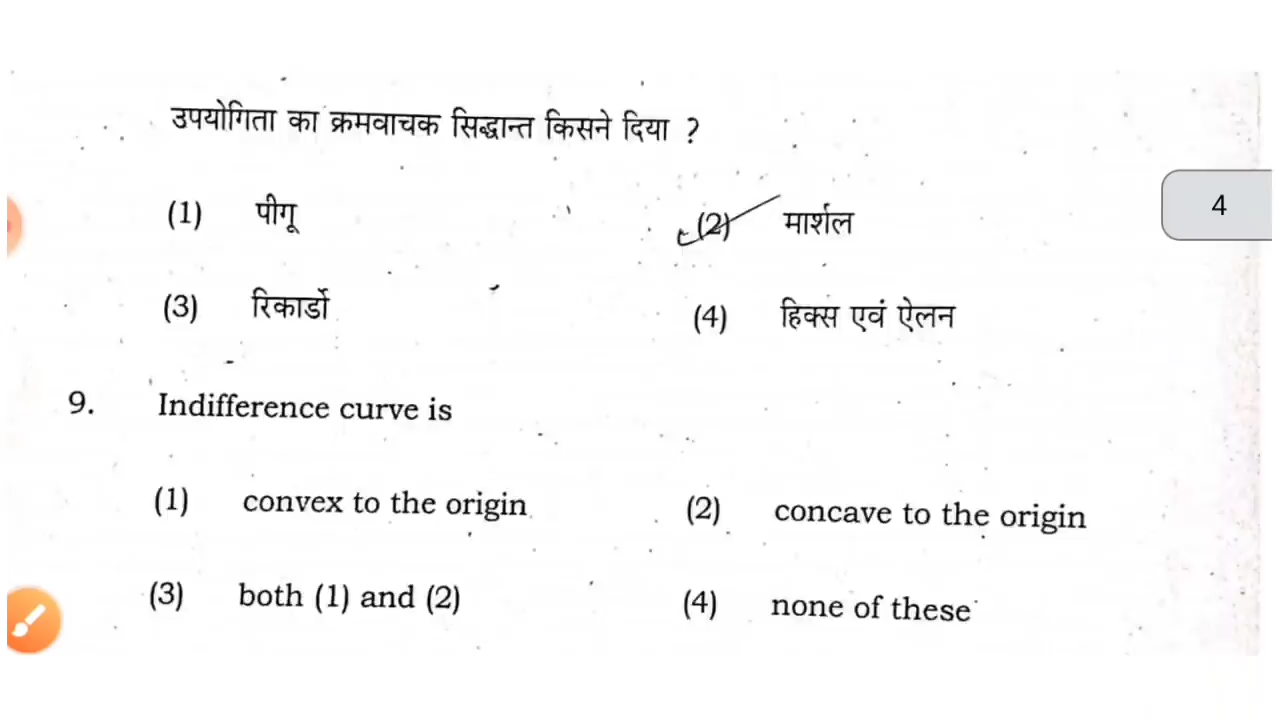 उपयोगिता का क्रमवाचक सिद्धान्त किसने दिया ?
(1) पीगू (2) मार्शल
4
(3) रिकार्डो (4) हिक्स एवं ऐलन
9. Indifference curve is
(1) convex to the origin (2) concave to the origin
(3) both (1) and (2) (4) none of these